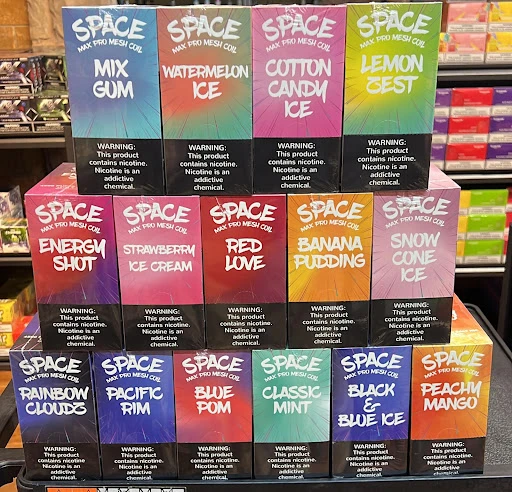 SPACE
MAX PRO MESH COIL
MIX
GUM
WARNING:
This product
contains nicotine.
Nicotine is an
addictive
chemical.
SPACE
MAX PRO MESH COIL
WATERMELON
ICE
WARNING:
This product
contains nicotine.
Nicotine is an
addictive
chemical.
SPACE
MAX PRO MESH COIL
COTTON
CANDY
ICE
WARNING:
This product
contains nicotine.
Nicotine is an
addictive
chemical.
SPACE
MAX PRO MESH COIL
LEMON
ZEST
WARNING:
This product
contains nicotine.
Nicotine is an
addictive
chemical.
SPACE
MAX PRO MESH COIL
ENERGY
SHOT
WARNING:
This product
contains nicotine.
Nicotine is an
addictive
chemical.
SPACE
MAX PRO MESH COIL
STRAWBERRY
ICE CREAM
WARNING:
This product
contains nicotine.
Nicotine is an
addictive
chemical.
SPACE
MAX PRO MESH COIL
RED
LOVE
WARNING:
This product
contains nicotine.
Nicotine is an
addictive
chemical.
SPACE
MAX PRO MESH COIL
BANANA
PUDDING
WARNING:
This product
contains nicotine.
Nicotine is an
addictive
chemical.
SPACE
MAX PRO MESH COIL
SNOW
CONE
ICE
WARNING:
This product
contains nicotine.
Nicotine is an
addictive
chemical.
SPACE
MAX PRO MESH COIL
RAINBOW
CLOUDS
WARNING:
This product
contains nicotine.
Nicotine is an
addictive
chemical.
SPACE
MAX PRO MESH COIL
PACIFIC
RIM
WARNING:
This product
contains nicotine.
Nicotine is an
addictive
chemical.
SPACE
MAX PRO MESH COIL
BLUE
POM
WARNING:
This product
contains nicotine.
Nicotine is an
addictive
chemical.
SPACE
MAX PRO MESH COIL
CLASSIC
MINT
WARNING:
This product
contains nicotine.
Nicotine is an
addictive
chemical.
SPACE
MAX PRO MESH COIL
BLACK
&
BLUE ICE
WARNING:
This product
contains nicotine.
Nicotine is an
addictive
chemical.
SPACE
MAX PRO MESH COIL
PEACHY
MANGO
WARNING:
This product
contains nicotine.
Nicotine is an
addictive
chemical.